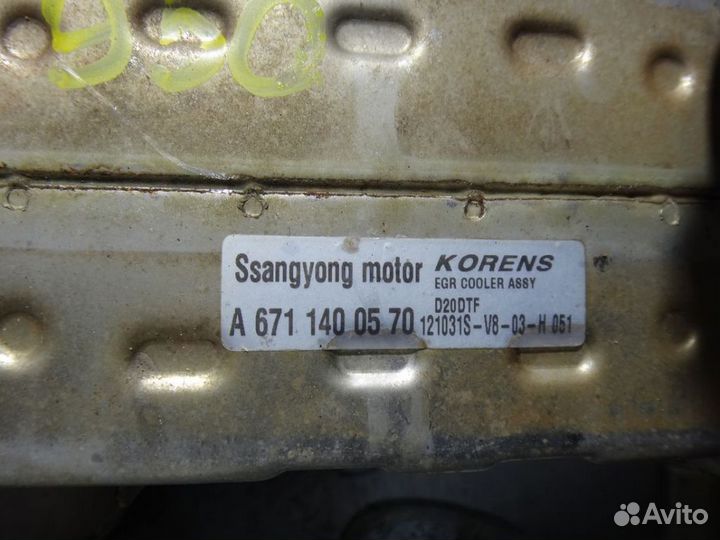 Ssangyong motor KORENS
EGR COOLER ASSY
D20DTF
A 671 140 05 70 121031S-V8-03-H 051
Avito